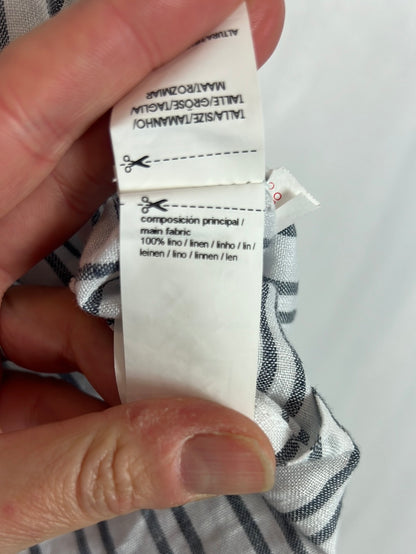 ALTURA
TALLA/SIZE/TAMANHO/
TAILLE/GRÖSE/TAGLIA/
MAAT/ROZMIAR
composición principal /
main fabric
100% lino / linen / linho / lin /
leinen / lino / linnen / len